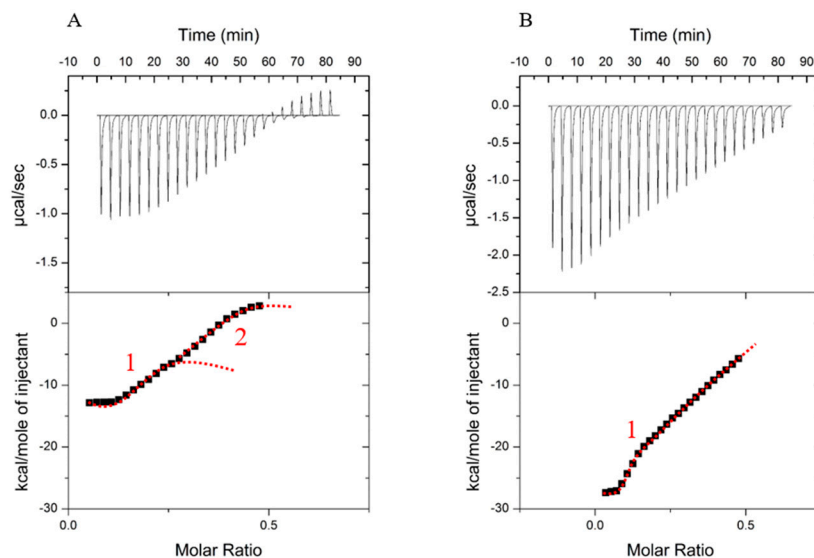 A
Time (min)
-10 0 10 20 30 40 50 60 70 80 90
0.0
-0.5
-1.0
-1.5
µcal/sec
0
-10
-20
-30
kcal/mole of injectant
1
2
0.0 0.5
Molar Ratio
B
Time (min)
-10 0 10 20 30 40 50 60 70 80 90
0.0
-0.5
-1.0
-1.5
-2.0
-2.5
µcal/sec
0
-10
-20
-30
kcal/mole of injectant
1
0.0 0.5
Molar Ratio